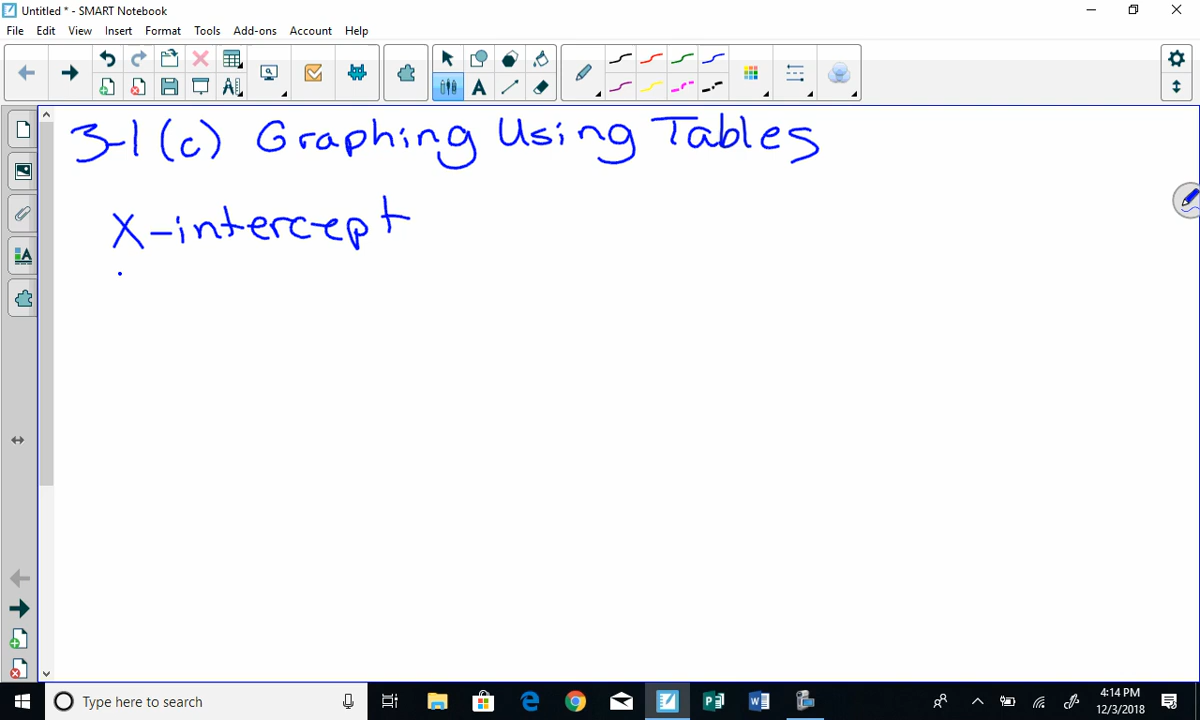 Untitled * - SMART Notebook
File Edit View Insert Format Tools Add-ons Account Help
3-1 (c) Graphing Using Tables
X-intercept
Type here to search
4:14 PM
12/3/2018